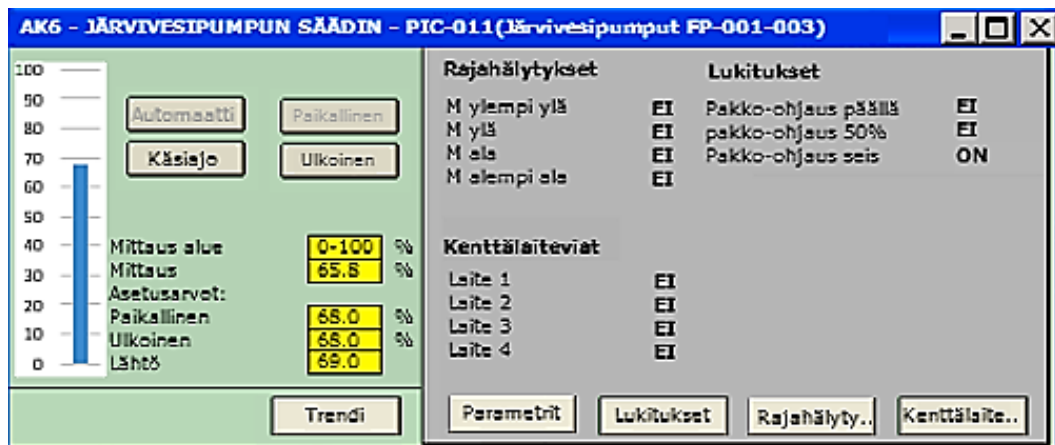 AK6 - JÄRVIVESIPUMPUN SÄÄDIN - PIC-011(Järvivesipumput FP-001-003)
100
90
80
70
60
50
40
30
20
10
0
Automaatti Paikallinen
Käsiajo Ulkoinen
Mittaus alue 0-100 %
Mittaus 65.8 %
Asetusarvot:
Paikallinen 68.0 %
Ulkoinen 68.0 %
Lähtö 69.0
Trendi
Rajahälytykset
M ylempi ylä EI
M ylä EI
M ala EI
M alempi ala EI
Lukitukset
Pakko-ohjaus päällä EI
pakko-ohjaus 50% EI
Pakko-ohjaus seis ON
Kenttälaiteviat
Laite 1 EI
Laite 2 EI
Laite 3 EI
Laite 4 EI
Parametrit Lukitukset Rajahälyty.. Kenttälaite..